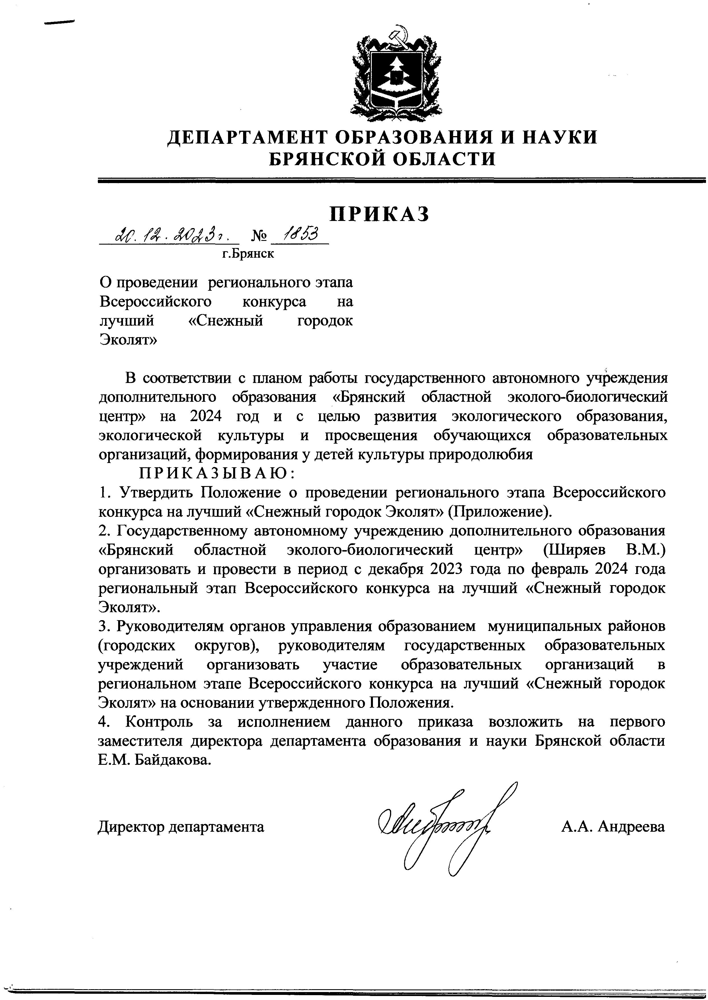 ДЕПАРТАМЕНТ ОБРАЗОВАНИЯ И НАУКИ
БРЯНСКОЙ ОБЛАСТИ
ПРИКАЗ
20.12.2023г. № 1853
г.Брянск
О проведении регионального этапа
Всероссийского конкурса на
лучший «Снежный городок
Эколят»
В соответствии с планом работы государственного автономного учреждения
дополнительного образования «Брянский областной эколого-биологический
центр» на 2024 год и с целью развития экологического образования,
экологической культуры и просвещения обучающихся образовательных
организаций, формирования у детей культуры природолюбия
ПРИКАЗЫВАЮ:
1. Утвердить Положение о проведении регионального этапа Всероссийского
конкурса на лучший «Снежный городок Эколят» (Приложение).
2. Государственному автономному учреждению дополнительного образования
«Брянский областной эколого-биологический центр» (Ширяев В.М.)
организовать и провести в период с декабря 2023 года по февраль 2024 года
региональный этап Всероссийского конкурса на лучший «Снежный городок
Эколят».
3. Руководителям органов управления образованием муниципальных районов
(городских округов), руководителям государственных образовательных
учреждений организовать участие образовательных организаций в
региональном этапе Всероссийского конкурса на лучший «Снежный городок
Эколят» на основании утвержденного Положения.
4. Контроль за исполнением данного приказа возложить на первого
заместителя директора департамента образования и науки Брянской области
Е.М. Байдакова.
Директор департамента А.А. Андреева